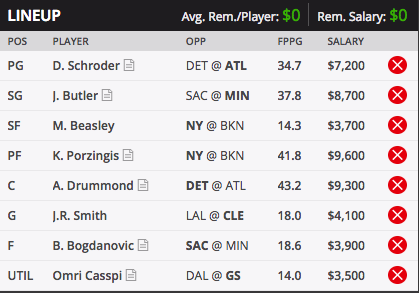 LINEUP Avg. Rem./Player: $0 Rem. Salary: $0
POS PLAYER OPP FPPG SALARY
PG D. Schroder DET @ ATL 34.7 $7,200
SG J. Butler SAC @ MIN 37.8 $8,700
SF M. Beasley NY @ BKN 14.3 $3,700
PF K. Porzingis NY @ BKN 41.8 $9,600
C A. Drummond DET @ ATL 43.2 $9,300
G J.R. Smith LAL @ CLE 18.0 $4,100
F B. Bogdanovic SAC @ MIN 18.6 $3,900
UTIL Omri Casspi DAL @ GS 14.0 $3,500